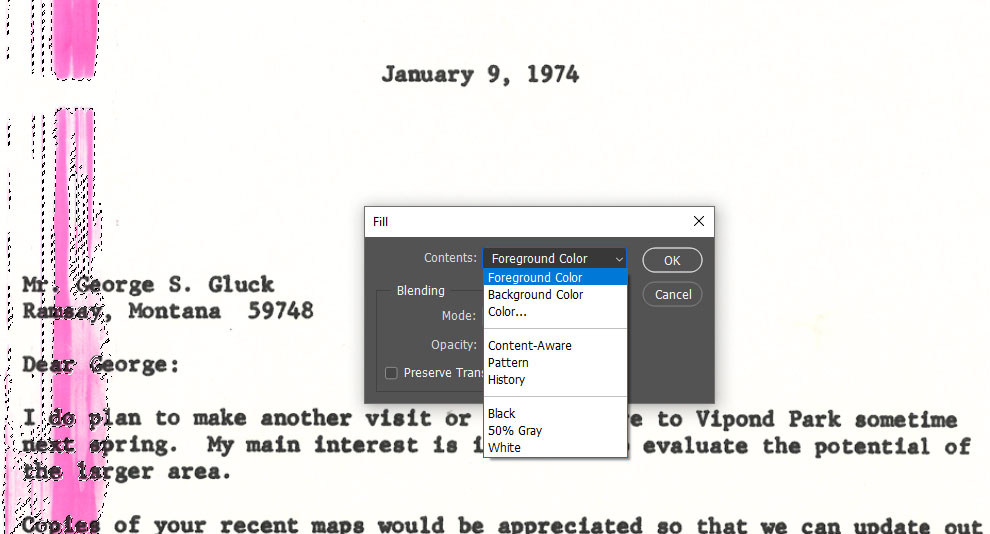 January 9, 1974
Fill
Contents: Foreground Color
OK
Foreground Color
Background Color
Color...
Cancel
Blending
Mode:
Opacity:
Content-Aware
Pattern
History
Preserve Trans
Black
50% Gray
White
Mr. George S. Gluck
Ramsay, Montana 59748
Dear George:
I do plan to make another visit or e to Vipond Park sometime
next spring. My main interest is i evaluate the potential of
the larger area.
Copies of your recent maps would be appreciated so that we can update out